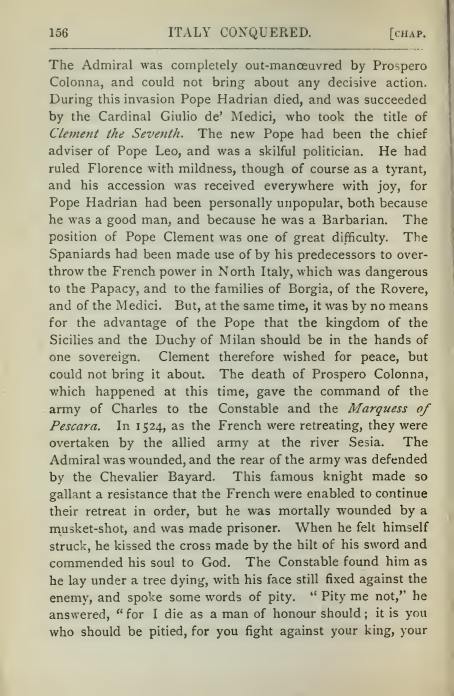 156 ITALY CONQUERED. [CHAP.
The Admiral was completely out-manœuvred by Prospero
Colonna, and could not bring about any decisive action.
During this invasion Pope Hadrian died, and was succeeded
by the Cardinal Giulio de' Medici, who took the title of
Clement the Seventh. The new Pope had been the chief
adviser of Pope Leo, and was a skilful politician. He had
ruled Florence with mildness, though of course as a tyrant,
and his accession was received everywhere with joy, for
Pope Hadrian had been personally unpopular, both because
he was a good man, and because he was a Barbarian. The
position of Pope Clement was one of great difficulty. The
Spaniards had been made use of by his predecessors to over-
throw the French power in North Italy, which was dangerous
to the Papacy, and to the families of Borgia, of the Rovere,
and of the Medici. But, at the same time, it was by no means
for the advantage of the Pope that the kingdom of the
Sicilies and the Duchy of Milan should be in the hands of
one sovereign. Clement therefore wished for peace, but
could not bring it about. The death of Prospero Colonna,
which happened at this time, gave the command of the
army of Charles to the Constable and the Marquess of
Pescara. In 1524, as the French were retreating, they were
overtaken by the allied army at the river Sesia. The
Admiral was wounded, and the rear of the army was defended
by the Chevalier Bayard. This famous knight made so
gallant a resistance that the French were enabled to continue
their retreat in order, but he was mortally wounded by a
musket-shot, and was made prisoner. When he felt himself
struck, he kissed the cross made by the hilt of his sword and
commended his soul to God. The Constable found him as
he lay under a tree dying, with his face still fixed against the
enemy, and spoke some words of pity. "Pity me not," he
answered, "for I die as a man of honour should; it is you
who should be pitied, for you fight against your king, your